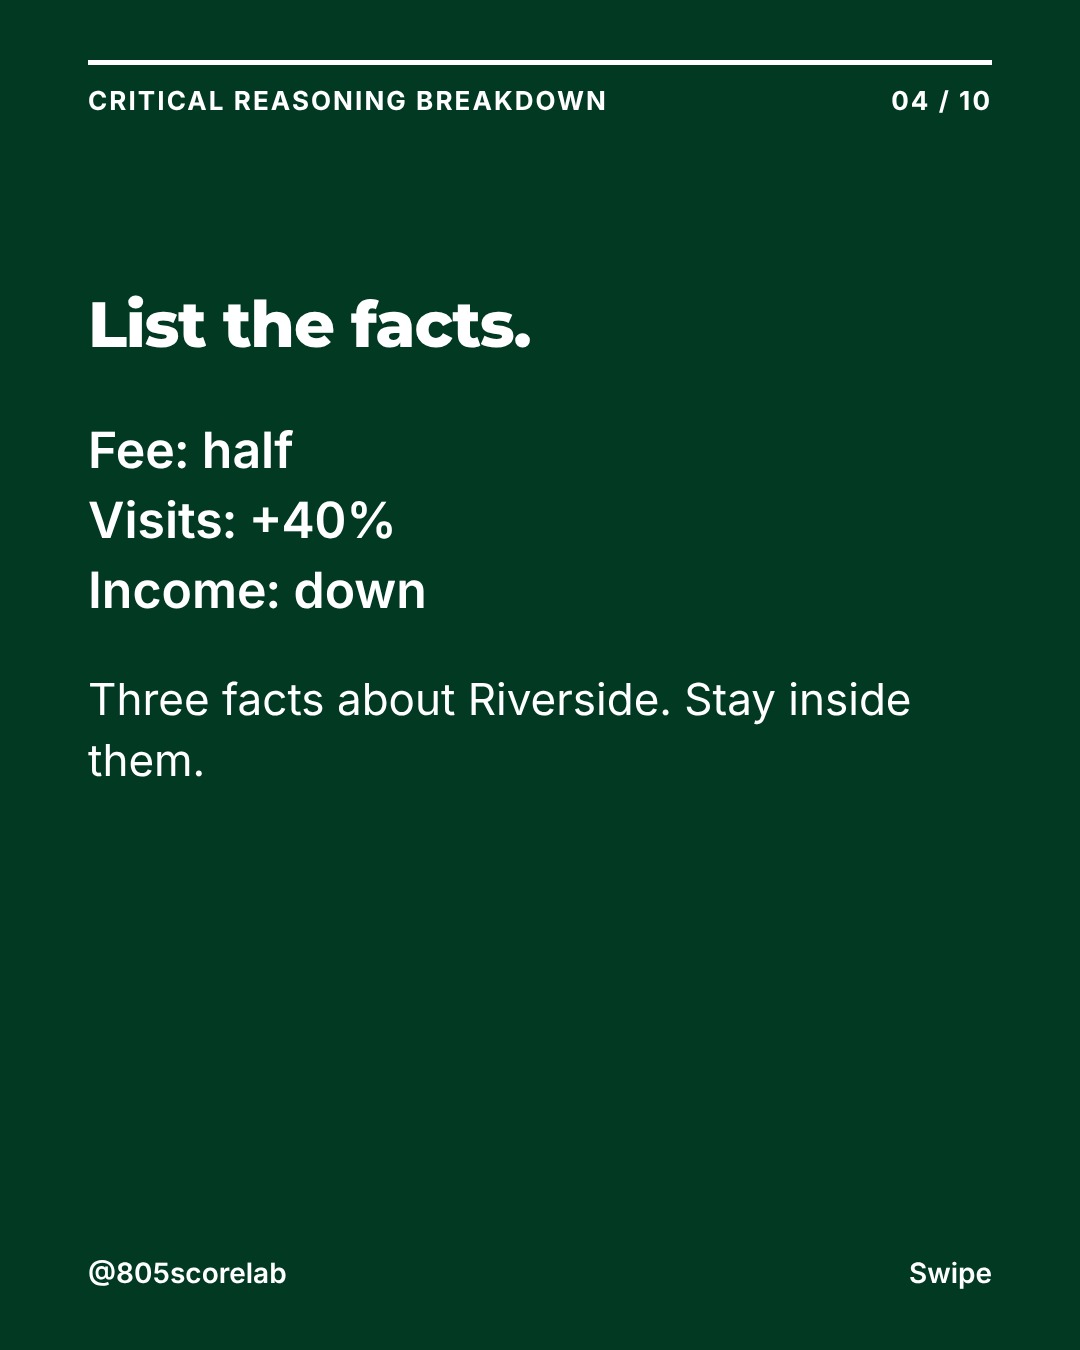 CRITICAL REASONING BREAKDOWN
04 / 10
List the facts.
Fee: half
Visits: +40%
Income: down
Three facts about Riverside. Stay inside
them.
@805scorelab
Swipe